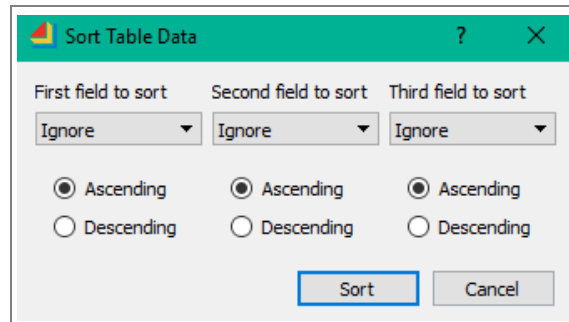 Sort Table Data ?
First field to sort Second field to sort Third field to sort
Ignore Ignore Ignore
Ascending Ascending Ascending
Descending Descending Descending
Sort Cancel